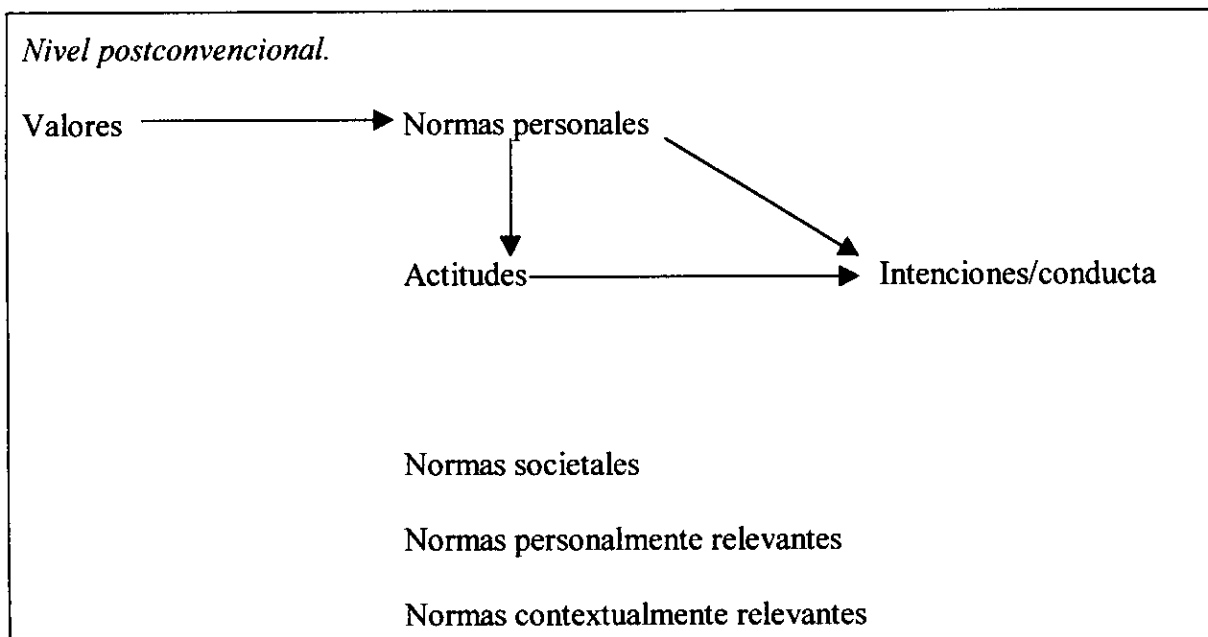 Nivel postconvencional.
Valores Normas personales
Actitudes Intenciones/conducta
Normas societales
Normas personalmente relevantes
Normas contextualmente relevantes